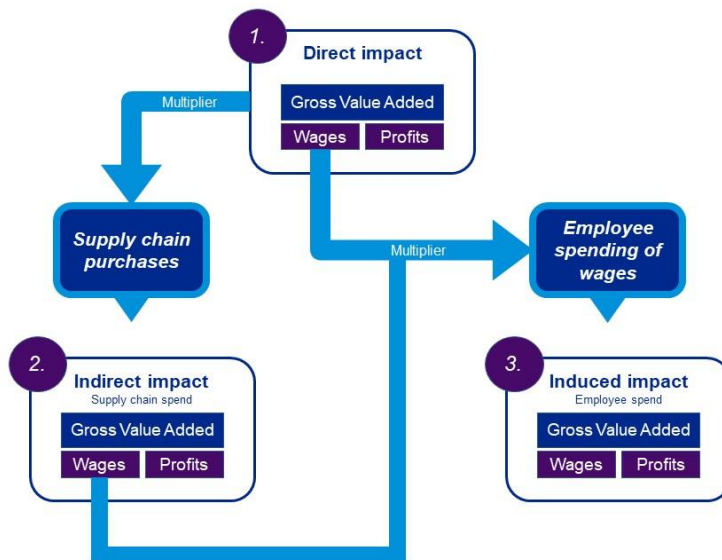 1.
Direct impact
Gross Value Added
Wages
Profits
Multiplier
Supply chain
purchases
Multiplier
Employee
spending of
wages
2.
Indirect impact
Supply chain spend
Gross Value Added
Wages
Profits
3.
Induced impact
Employee spend
Gross Value Added
Wages
Profits